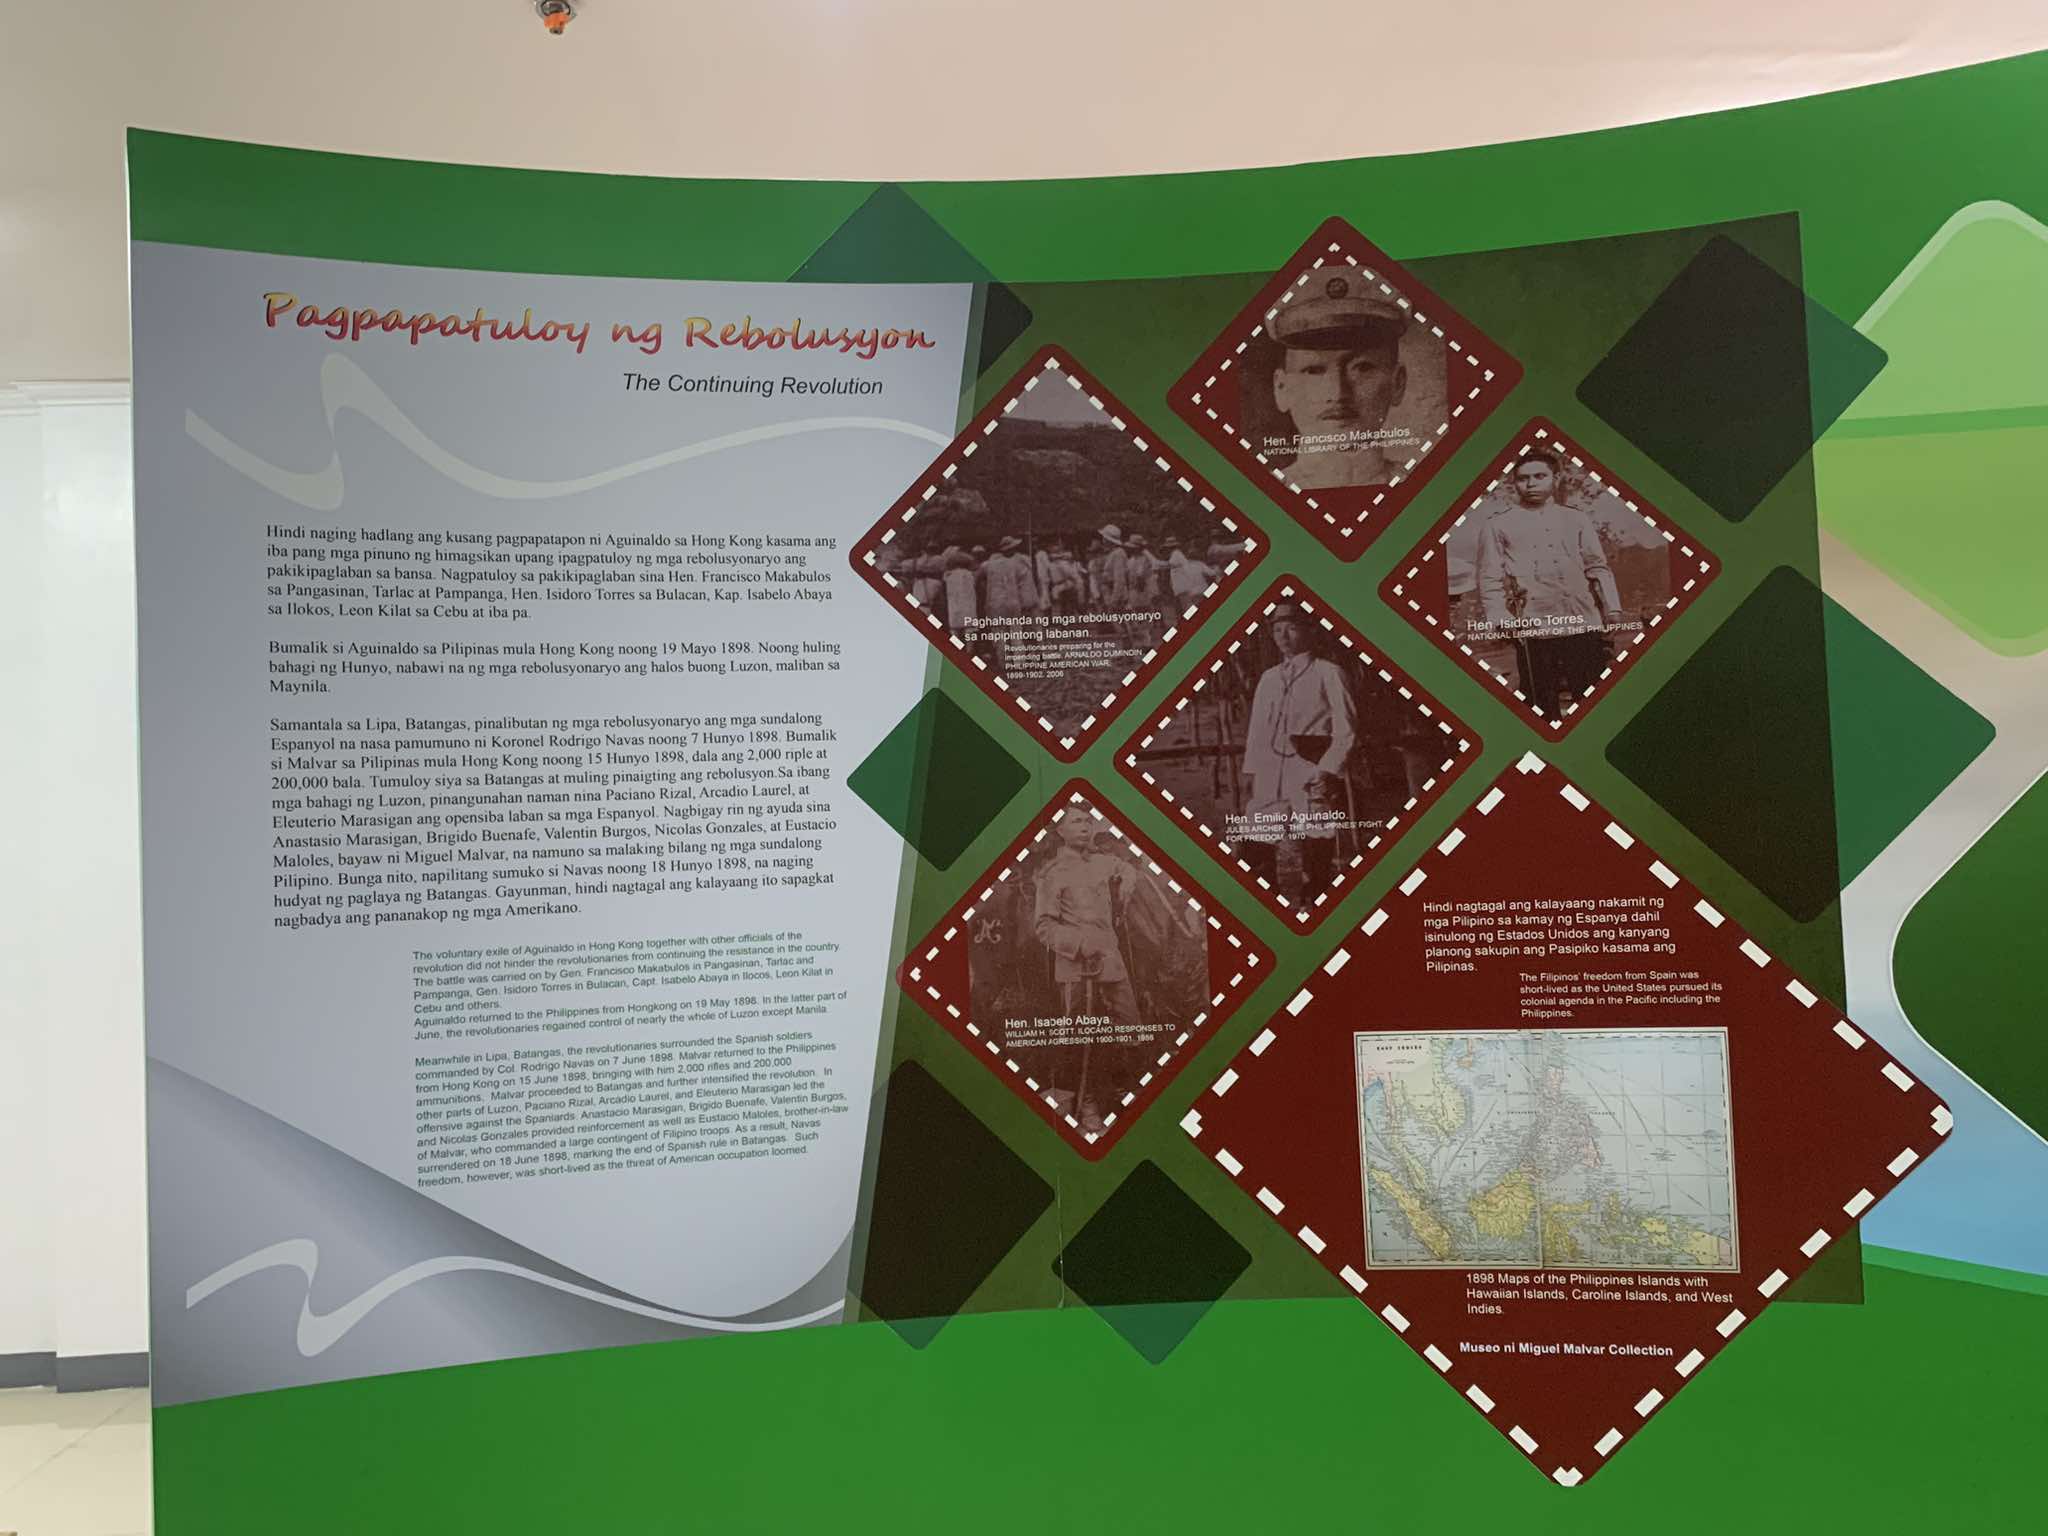 Pagpapatuloy ng Rebolusyon
The Continuing Revolution
Hindi naging hadlang ang kusang pagpapatapon ni Aguinaldo sa Hong Kong kasama ang
iba pang mga pinuno ng himagsikan upang ipagpatuloy ng mga rebolusyonaryo ang
pakikipaglaban sa bansa. Nagpatuloy sa pakikipaglaban sina Hen. Francisco Makabulos
sa Pangasinan, Tarlac at Pampanga, Hen. Isidoro Torres sa Bulacan, Kap. Isabelo Abaya
sa Ilokos, Leon Kilat sa Cebu at iba pa.
Bumalik si Aguinaldo sa Pilipinas mula Hong Kong noong 19 Mayo 1898. Noong huling
bahagi ng Hunyo, nabawi na ng mga rebolusyonaryo ang halos buong Luzon, maliban sa
Maynila.
Samantala sa Lipa, Batangas, pinalibutan ng mga rebolusyonaryo ang mga sundalong
Espanyol na nasa pamumuno ni Koronel Rodrigo Navas noong 7 Hunyo 1898. Bumalik
si Malvar sa Pilipinas mula Hong Kong noong 15 Hunyo 1898, dala ang 2,000 riple at
200,000 bala. Tumuloy siya sa Batangas at muling pinaigting ang rebolusyon.Sa ibang
mga bahagi ng Luzon, pinangunahan naman nina Paciano Rizal, Arcadio Laurel, at
Eleuterio Marasigan ang opensiba laban sa mga Espanyol. Nagbigay rin ng ayuda sina
Anastasio Marasigan, Brigido Buenafe, Valentin Burgos, Nicolas Gonzales, at Eustacio
Maloles, bayaw ni Miguel Malvar, na namuno sa malaking bilang ng mga sundalong
Pilipino. Bunga nito, napilitang sumuko si Navas noong 18 Hunyo 1898, na naging
hudyat ng paglaya ng Batangas. Gayunman, hindi nagtagal ang kalayaang ito sapagkat
nagbadya ang pananakop ng mga Amerikano.
The voluntary exile of Aguinaldo in Hong Kong together with other officials of the
revolution did not hinder the revolutionaries from continuing the resistance in the country.
The battle was carried on by Gen. Francisco Makabulos in Pangasinan, Tarlac and
Pampanga, Gen. Isidoro Torres in Bulacan, Capt. Isabelo Abaya in Ilocos, Leon Kilat in
Cebu and others.
Aguinaldo returned to the Philippines from Hongkong on 19 May 1898. In the latter part of
June, the revolutionaries regained control of nearly the whole of Luzon except Manila.
Meanwhile in Lipa, Batangas, the revolutionaries surrounded the Spanish soldiers
commanded by Col. Rodrigo Navas on 7 June 1898. Malvar returned to the Philippines
from Hong Kong on 15 June 1898, bringing with him 2,000 rifles and 200,000
ammunitions. Malvar proceeded to Batangas and further intensified the revolution. In
other parts of Luzon, Paciano Rizal, Arcadio Laurel, and Eleuterio Marasigan led the
offensive against the Spaniards. Anastacio Marasigan, Brigido Buenafe, Valentin Burgos,
and Nicolas Gonzales provided reinforcement as well as Eustacio Maloles, brother-in-law
of Malvar, who commanded a large contingent of Filipino troops. As a result, Navas
surrendered on 18 June 1898, marking the end of Spanish rule in Batangas. Such
freedom, however, was short-lived as the threat of American occupation loomed.
Hen. Francisco Makabulos
NATIONAL LIBRARY OF THE PHILIPPINES
Paghahanda ng mga rebolusyonaryo
sa napipintong labanan.
Revolutionaries preparing for the
impending battle. ARNALDO DUMINDIN,
PHILIPPINE AMERICAN WAR,
1899-1902. 2006
Hen. Isidoro Torres.
NATIONAL LIBRARY OF THE PHILIPPINES
Hen. Emilio Aguinaldo.
JULES ARCHER, THE PHILIPPINES' FIGHT
FOR FREEDOM, 1970
Hen. Isabelo Abaya.
WILLIAM H. SCOTT, ILOCANO RESPONSES TO
AMERICAN AGRESSION 1900-1901. 1986
Hindi nagtagal ang kalayaang nakamit ng
mga Pilipino sa kamay ng Espanya dahil
isinulong ng Estados Unidos ang kanyang
planong sakupin ang Pasipiko kasama ang
Pilipinas.
The Filipinos' freedom from Spain was
short-lived as the United States pursued its
colonial agenda in the Pacific including the
Philippines.
EAST INDIES
1898 Maps of the Philippines Islands with
Hawaiian Islands, Caroline Islands, and West
Indies.
Museo ni Miguel Malvar Collection